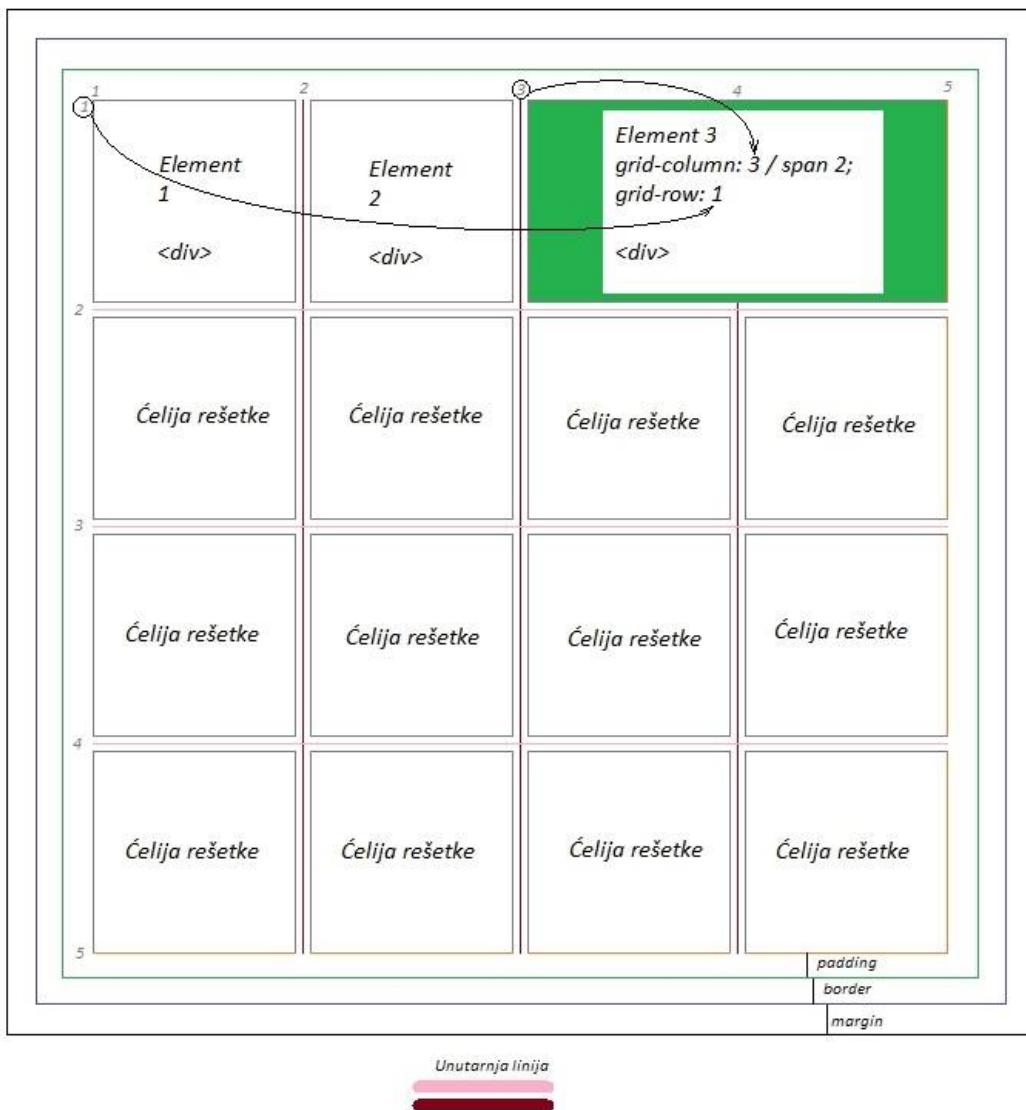 1
2
3
4
5
1
Element
1
<div>
Element
2
<div>
Element 3
grid-column: 3 / span 2;
grid-row: 1
<div>
2
Ćelija rešetke
Ćelija rešetke
Ćelija rešetke
Ćelija rešetke
3
Ćelija rešetke
Ćelija rešetke
Ćelija rešetke
Ćelija rešetke
4
Ćelija rešetke
Ćelija rešetke
Ćelija rešetke
Ćelija rešetke
5
padding
border
margin
Unutarnja linija